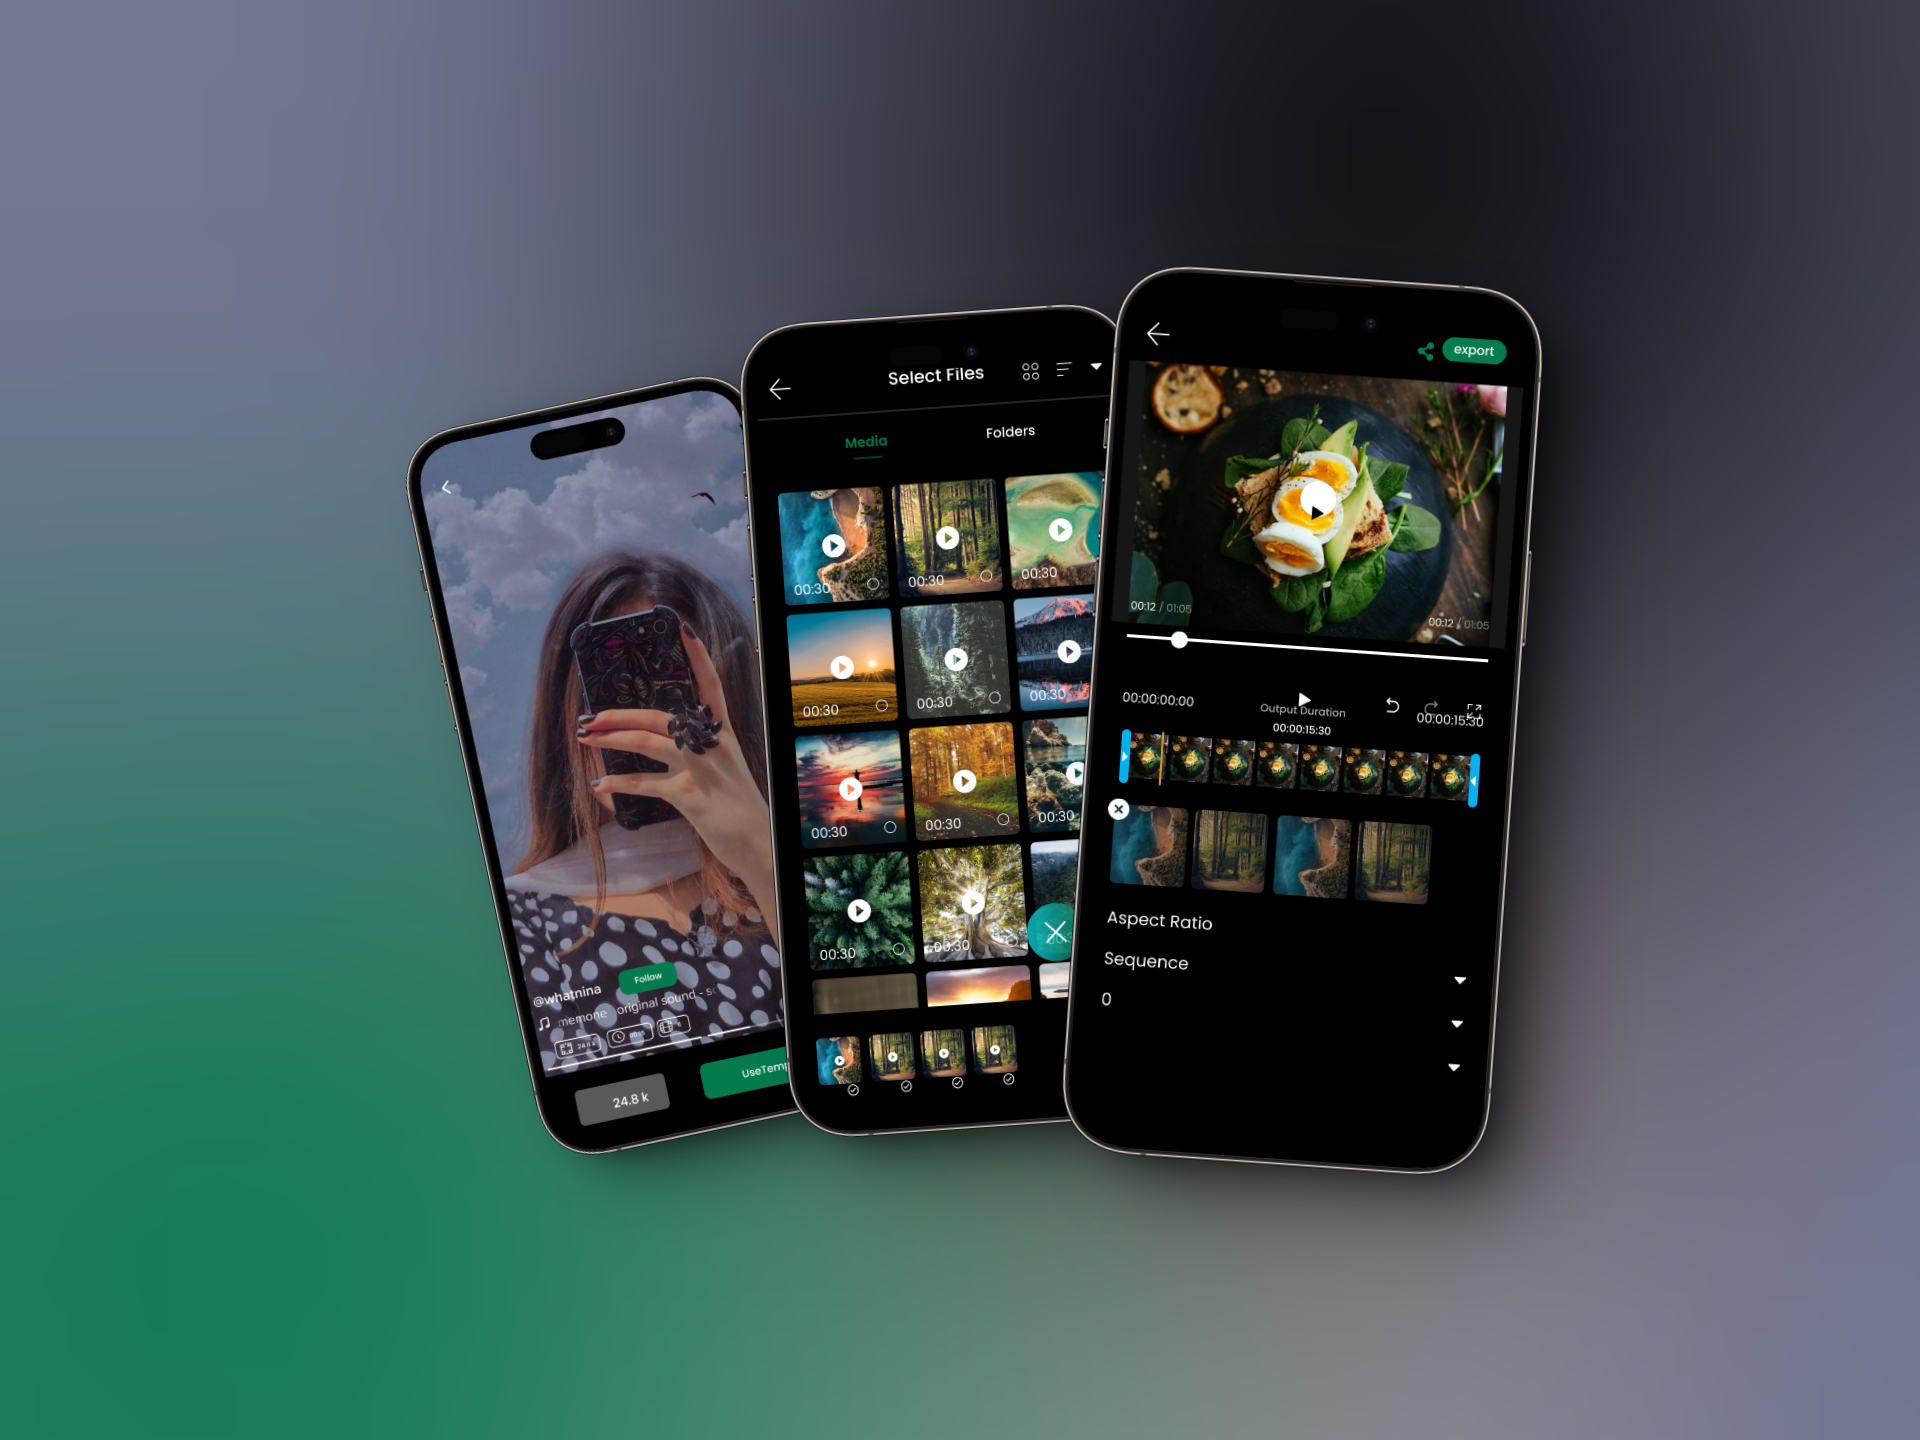 @whatnina
Follow
memone
original sound - s
24.8 k
24.8 k
UseTemp
Select Files
Media
Folders
00:30
00:30
00:30
00:30
00:30
00:30
00:30
00:30
00:30
00:30
00:30
export
00:12 / 01:05
00:12 / 01:05
00:00:00:00
Output Duration
00:00:15:30
00:00:15:30
Aspect Ratio
Sequence
0